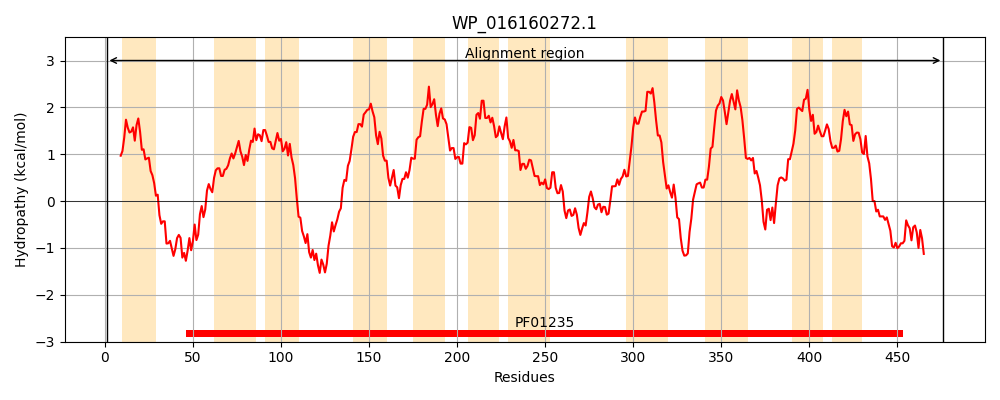 WP_016160272.1
Alignment region
3
2
1
0
−1
−2
−3
Hydropathy (kcal/mol)
PF01235
0 50 100 150 200 250 300 350 400 450
Residues